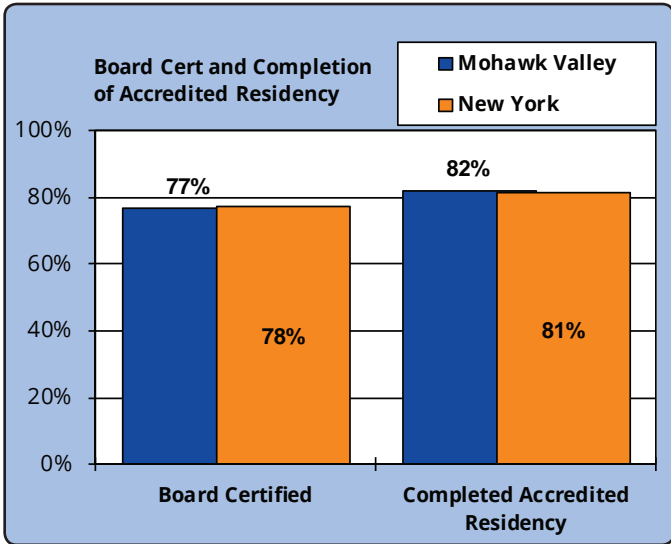 Board Cert and Completion
of Accredited Residency
Mohawk Valley
New York
100%
80%
60%
40%
20%
0%
77%
78%
82%
81%
Board Certified
Completed Accredited
Residency